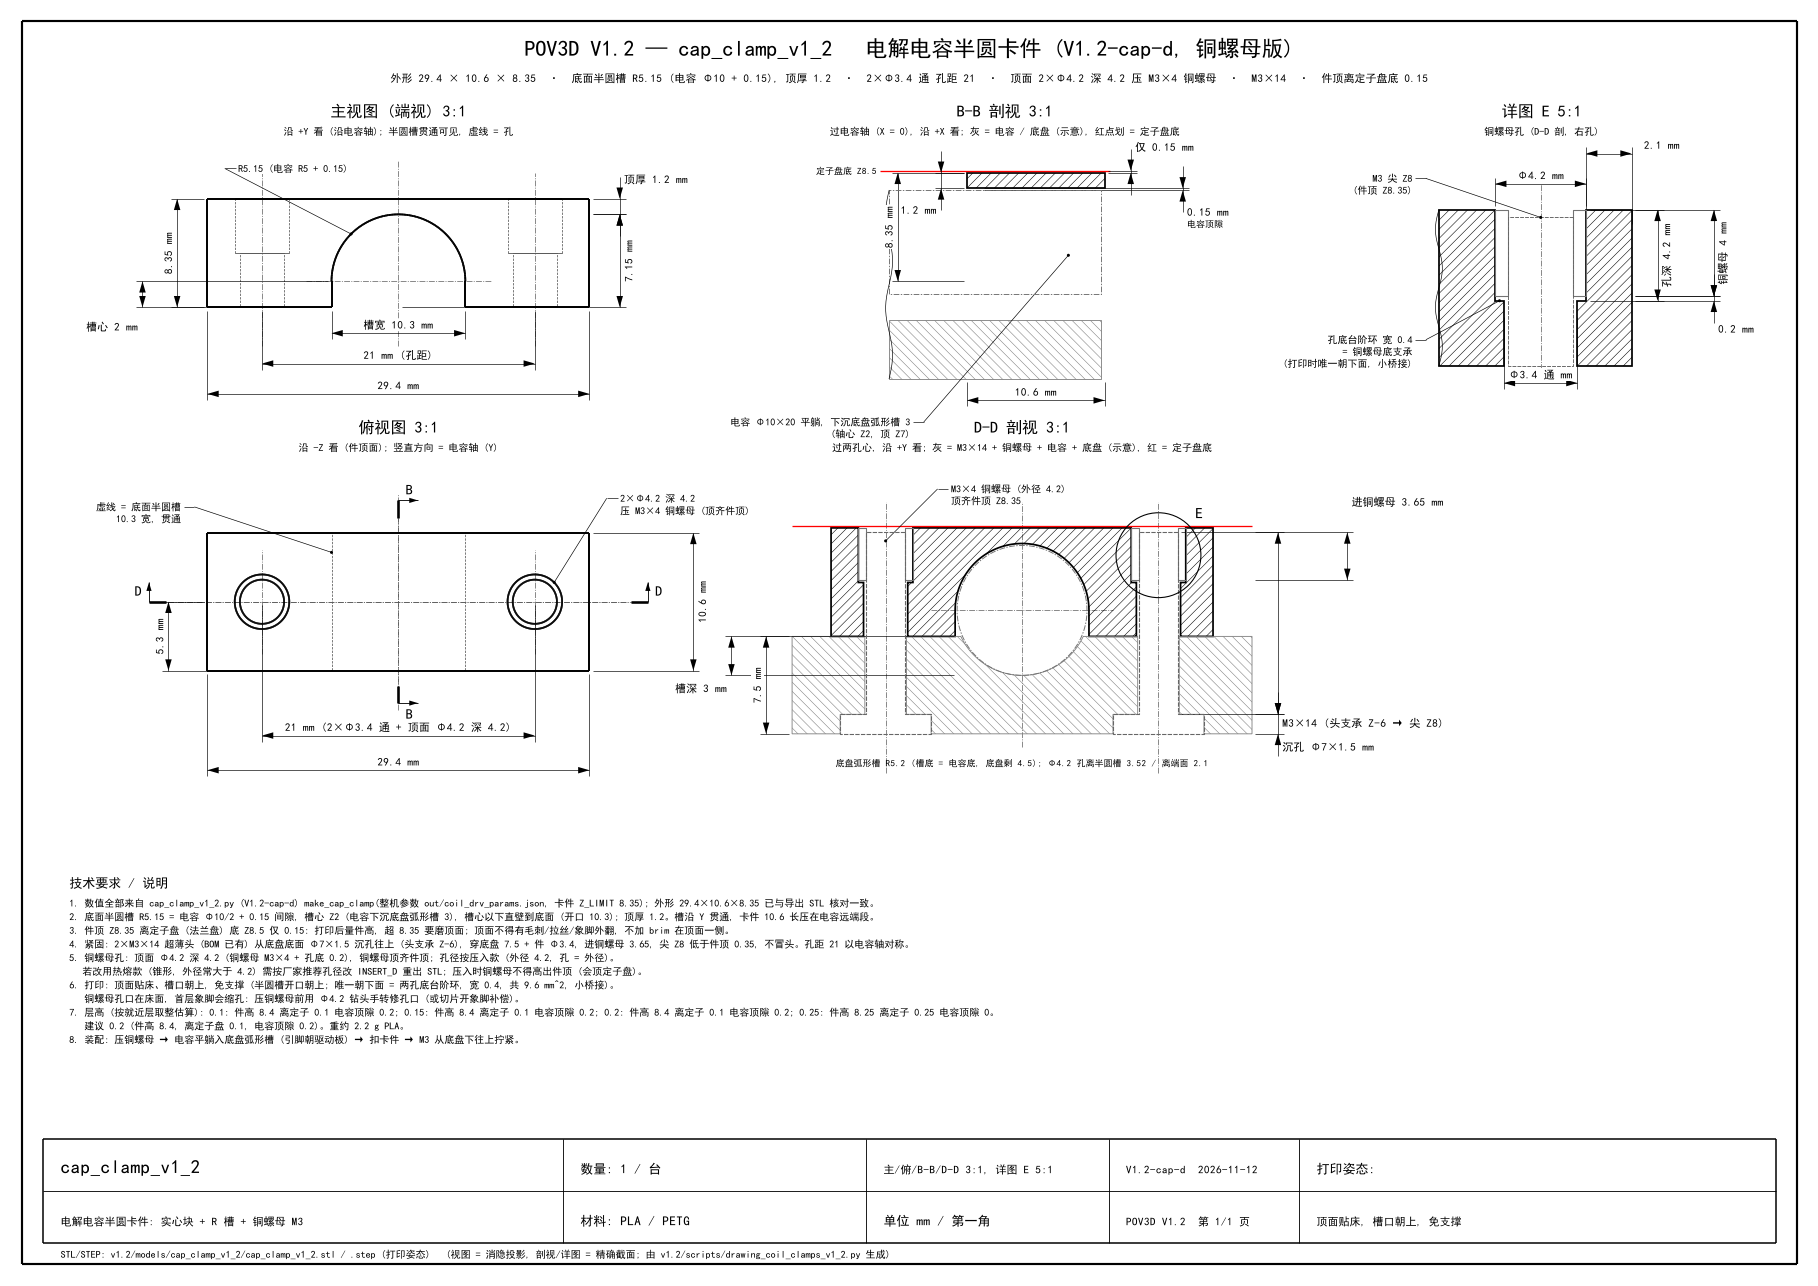 POV3D V1.2 — cap_clamp_v1_2   电解电容半圆卡件 (V1.2-cap-d, 铜螺母版)
外形 29.4 × 10.6 × 8.35  ·  底面半圆槽 R5.15 (电容 Φ10 + 0.15), 顶厚 1.2  ·  2×Φ3.4 通 孔距 21  ·  顶面 2×Φ4.2 深 4.2 压 M3×4 铜螺母  ·  M3×14  ·  件顶离定子盘底 0.15
主视图 (端视) 3:1
沿 +Y 看 (沿电容轴); 半圆槽贯通可见, 虚线 = 孔
R5.15 (电容 R5 + 0.15)
顶厚 1.2 mm
8.35 mm
7.15 mm
槽心 2 mm
槽宽 10.3 mm
21 mm (孔距)
29.4 mm
B-B 剖视 3:1
过电容轴 (X = 0), 沿 +X 看; 灰 = 电容 / 底盘 (示意), 红点划 = 定子盘底
仅 0.15 mm
定子盘底 Z8.5
1.2 mm
8.35 mm
0.15 mm
电容顶隙
10.6 mm
电容 Φ10×20 平躺, 下沉底盘弧形槽 3
(轴心 Z2, 顶 Z7)
详图 E 5:1
铜螺母孔 (D-D 剖, 右孔)
2.1 mm
M3 尖 Z8
(件顶 Z8.35)
Φ4.2 mm
孔深 4.2 mm
铜螺母 4 mm
0.2 mm
孔底台阶环 宽 0.4
= 铜螺母底支承
(打印时唯一朝下面, 小桥接)
Φ3.4 通 mm
俯视图 3:1
沿 -Z 看 (件顶面); 竖直方向 = 电容轴 (Y)
虚线 = 底面半圆槽
10.3 宽, 贯通
B
2×Φ4.2 深 4.2
压 M3×4 铜螺母 (顶齐件顶)
D
D
5.3 mm
10.6 mm
B
21 mm (2×Φ3.4 通 + 顶面 Φ4.2 深 4.2)
29.4 mm
D-D 剖视 3:1
过两孔心, 沿 +Y 看; 灰 = M3×14 + 铜螺母 + 电容 + 底盘 (示意), 红 = 定子盘底
M3×4 铜螺母 (外径 4.2)
顶齐件顶 Z8.35
E
进铜螺母 3.65 mm
槽深 3 mm
7.5 mm
M3×14 (头支承 Z-6 → 尖 Z8)
沉孔 Φ7×1.5 mm
底盘弧形槽 R5.2 (槽底 = 电容底, 底盘剩 4.5); Φ4.2 孔离半圆槽 3.52 / 离端面 2.1
技术要求 / 说明
1. 数值全部来自 cap_clamp_v1_2.py (V1.2-cap-d) make_cap_clamp(整机参数 out/coil_drv_params.json, 卡件 Z_LIMIT 8.35); 外形 29.4×10.6×8.35 已与导出 STL 核对一致。
2. 底面半圆槽 R5.15 = 电容 Φ10/2 + 0.15 间隙, 槽心 Z2 (电容下沉底盘弧形槽 3), 槽心以下直壁到底面 (开口 10.3); 顶厚 1.2。槽沿 Y 贯通, 卡件 10.6 长压在电容远端段。
3. 件顶 Z8.35 离定子盘 (法兰盘) 底 Z8.5 仅 0.15: 打印后量件高, 超 8.35 要磨顶面; 顶面不得有毛刺/拉丝/象脚外翻, 不加 brim 在顶面一侧。
4. 紧固: 2×M3×14 超薄头 (BOM 已有) 从底盘底面 Φ7×1.5 沉孔往上 (头支承 Z-6), 穿底盘 7.5 + 件 Φ3.4, 进铜螺母 3.65, 尖 Z8 低于件顶 0.35, 不冒头。孔距 21 以电容轴对称。
5. 铜螺母孔: 顶面 Φ4.2 深 4.2 (铜螺母 M3×4 + 孔底 0.2), 铜螺母顶齐件顶; 孔径按压入款 (外径 4.2, 孔 = 外径)。
若改用热熔款 (锥形, 外径常大于 4.2) 需按厂家推荐孔径改 INSERT_D 重出 STL; 压入时铜螺母不得高出件顶 (会顶定子盘)。
6. 打印: 顶面贴床、槽口朝上, 免支撑 (半圆槽开口朝上; 唯一朝下面 = 两孔底台阶环, 宽 0.4, 共 9.6 mm^2, 小桥接)。
铜螺母孔口在床面, 首层象脚会缩孔: 压铜螺母前用 Φ4.2 钻头手转修孔口 (或切片开象脚补偿)。
7. 层高 (按就近层取整估算): 0.1: 件高 8.4 离定子 0.1 电容顶隙 0.2; 0.15: 件高 8.4 离定子 0.1 电容顶隙 0.2; 0.2: 件高 8.4 离定子 0.1 电容顶隙 0.2; 0.25: 件高 8.25 离定子 0.25 电容顶隙 0。
建议 0.2 (件高 8.4, 离定子盘 0.1, 电容顶隙 0.2)。重约 2.2 g PLA。
8. 装配: 压铜螺母 → 电容平躺入底盘弧形槽 (引脚朝驱动板) → 扣卡件 → M3 从底盘下往上拧紧。
cap_clamp_v1_2
数量: 1 / 台
主/俯/B-B/D-D 3:1, 详图 E 5:1
V1.2-cap-d  2026-11-12
打印姿态:
电解电容半圆卡件: 实心块 + R 槽 + 铜螺母 M3
材料: PLA / PETG
单位 mm / 第一角
POV3D V1.2  第 1/1 页
顶面贴床, 槽口朝上, 免支撑
STL/STEP: v1.2/models/cap_clamp_v1_2/cap_clamp_v1_2.stl / .step (打印姿态)   (视图 = 消隐投影, 剖视/详图 = 精确截面; 由 v1.2/scripts/drawing_coil_clamps_v1_2.py 生成)